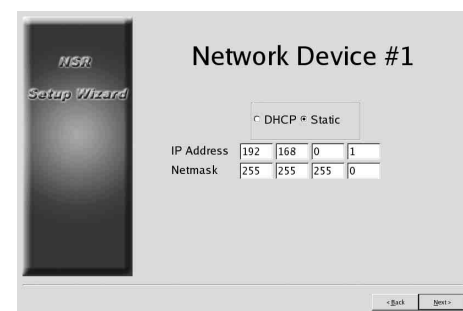 NSR
Setup Wizard
Network Device #1
DHCP Static
IP Address 192 168 0 1
Netmask 255 255 255 0
<Back Next>